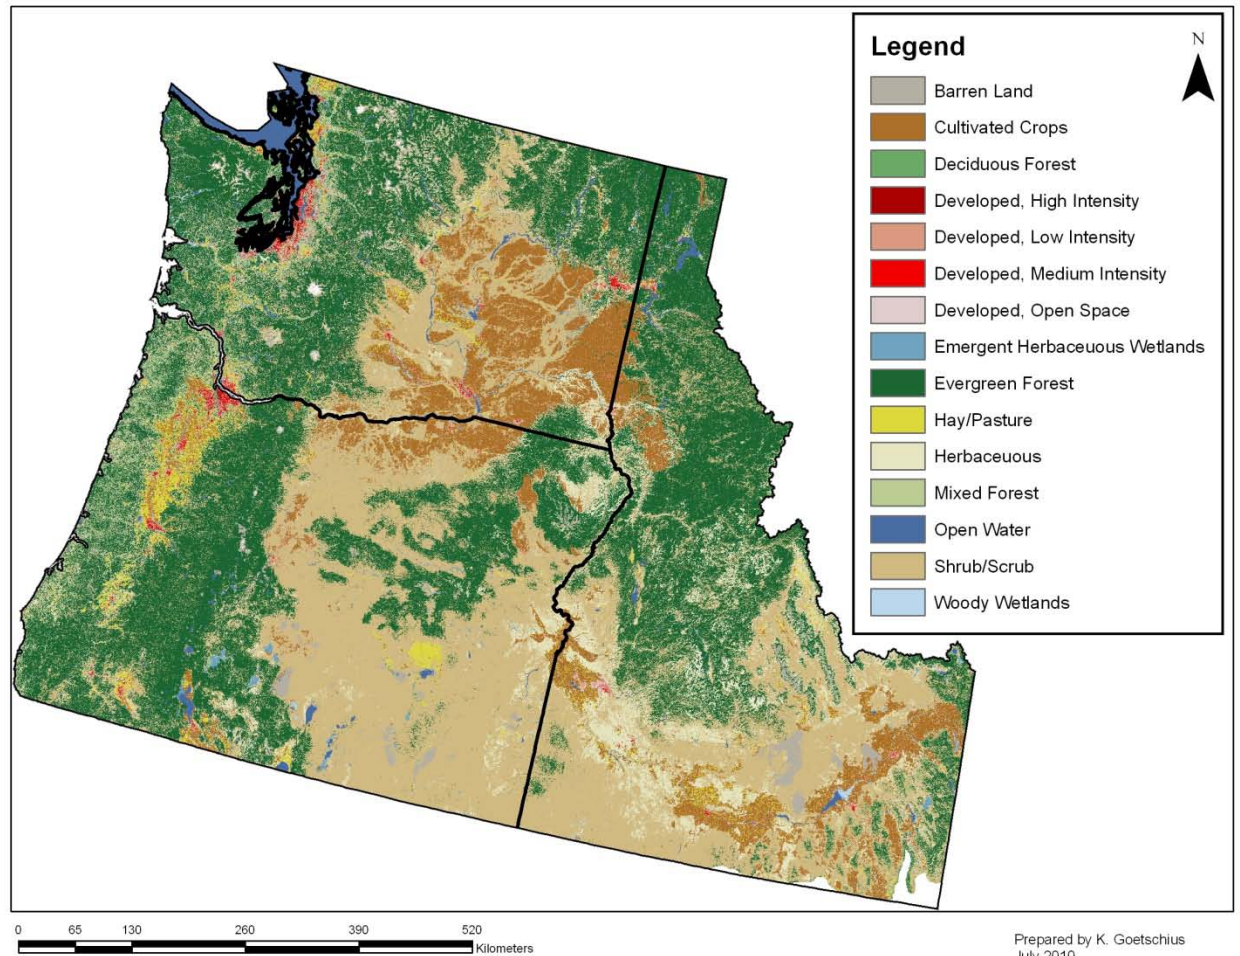 Legend
N
Barren Land
Cultivated Crops
Deciduous Forest
Developed, High Intensity
Developed, Low Intensity
Developed, Medium Intensity
Developed, Open Space
Emergent Herbaceuous Wetlands
Evergreen Forest
Hay/Pasture
Herbaceuous
Mixed Forest
Open Water
Shrub/Scrub
Woody Wetlands
0 65 130 260 390 520
Kilometers
Prepared by K. Goetschius
July 2010